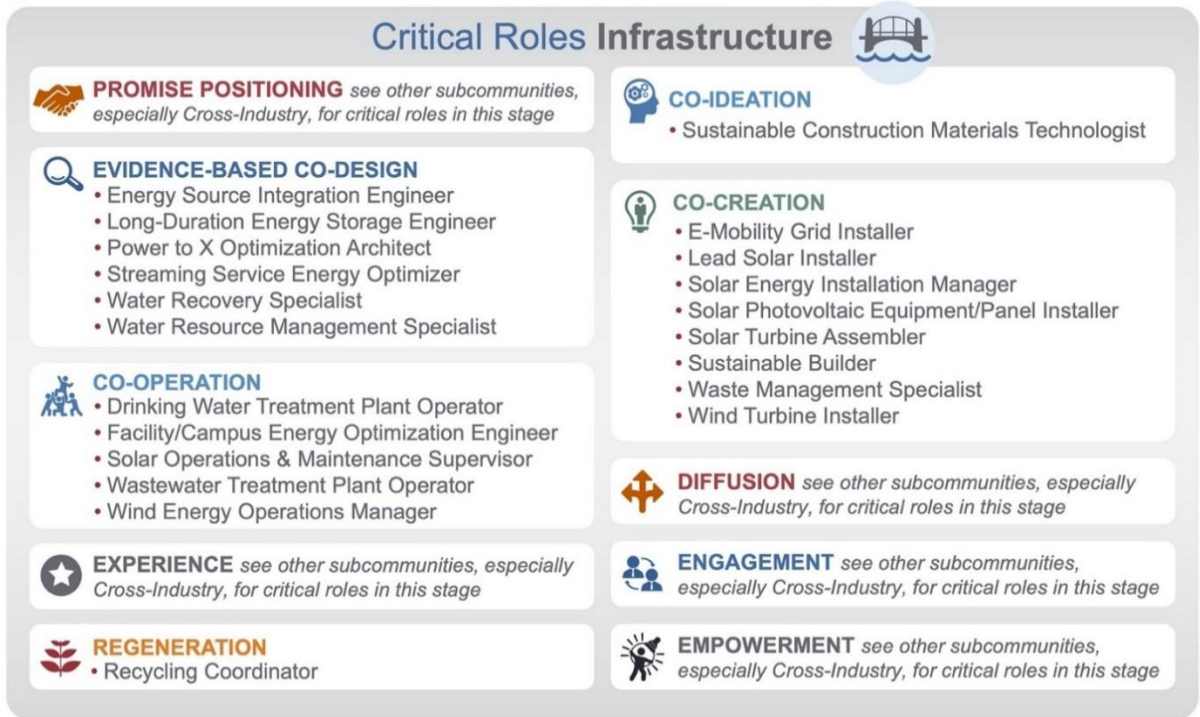 Critical Roles Infrastructure
PROMISE POSITIONING see other subcommunities,
especially Cross-Industry, for critical roles in this stage
EVIDENCE-BASED CO-DESIGN
• Energy Source Integration Engineer
• Long-Duration Energy Storage Engineer
• Power to X Optimization Architect
• Streaming Service Energy Optimizer
• Water Recovery Specialist
• Water Resource Management Specialist
CO-OPERATION
• Drinking Water Treatment Plant Operator
• Facility/Campus Energy Optimization Engineer
• Solar Operations & Maintenance Supervisor
• Wastewater Treatment Plant Operator
• Wind Energy Operations Manager
EXPERIENCE see other subcommunities, especially
Cross-Industry, for critical roles in this stage
REGENERATION
• Recycling Coordinator
CO-IDEATION
• Sustainable Construction Materials Technologist
CO-CREATION
• E-Mobility Grid Installer
• Lead Solar Installer
• Solar Energy Installation Manager
• Solar Photovoltaic Equipment/Panel Installer
• Solar Turbine Assembler
• Sustainable Builder
• Waste Management Specialist
• Wind Turbine Installer
DIFFUSION see other subcommunities, especially
Cross-Industry, for critical roles in this stage
ENGAGEMENT see other subcommunities,
especially Cross-Industry, for critical roles in this stage
EMPOWERMENT see other subcommunities,
especially Cross-Industry, for critical roles in this stage